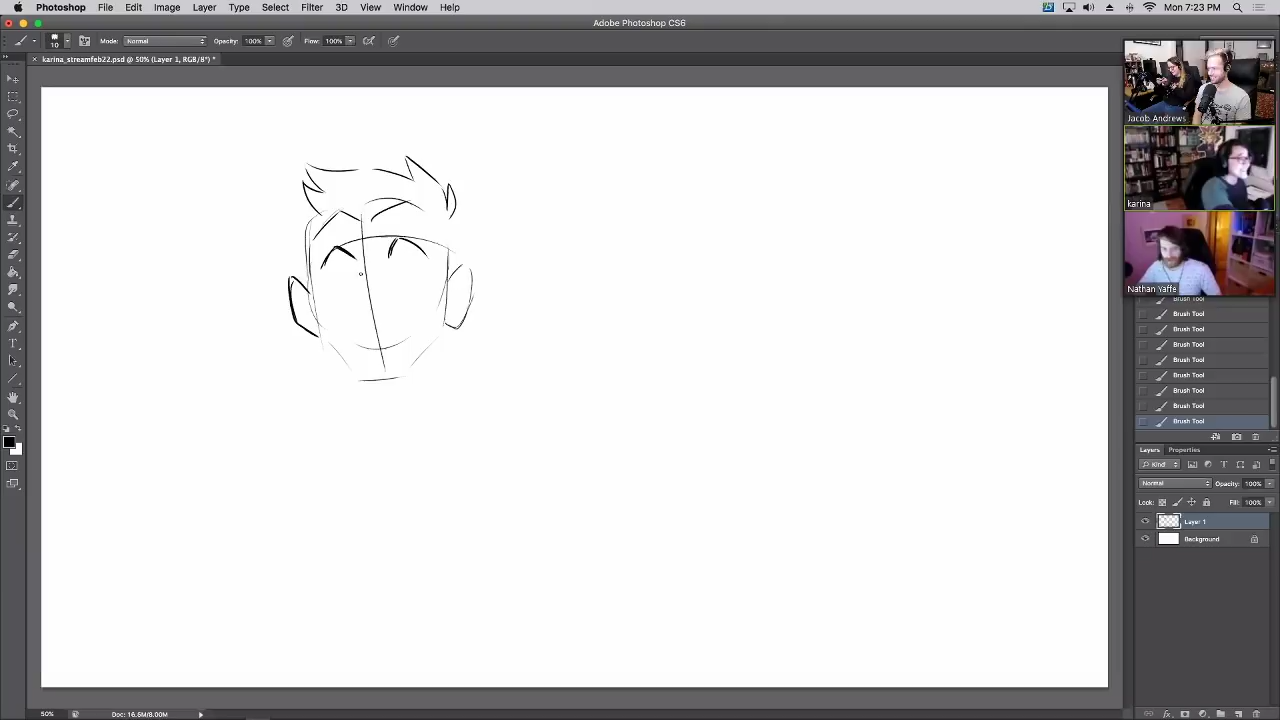 Photoshop File Edit Image Layer Type Select Filter 3D View Window Help Mon 7:23 PM
Adobe Photoshop CS6
10 Mode: Normal Opacity: 100% Flow: 100%
karina_streamfeb22.psd @ 50% (Layer 1, RGB/8*) *
Jacob Andrews
karina
Nathan Yaffe
Brush Tool
Brush Tool
Brush Tool
Brush Tool
Brush Tool
Brush Tool
Brush Tool
Brush Tool
Brush Tool
Layers Properties
Kind
Normal Opacity: 100%
Lock: Fill: 100%
Layer 1
Background
50% Doc: 16.6M/8.00M